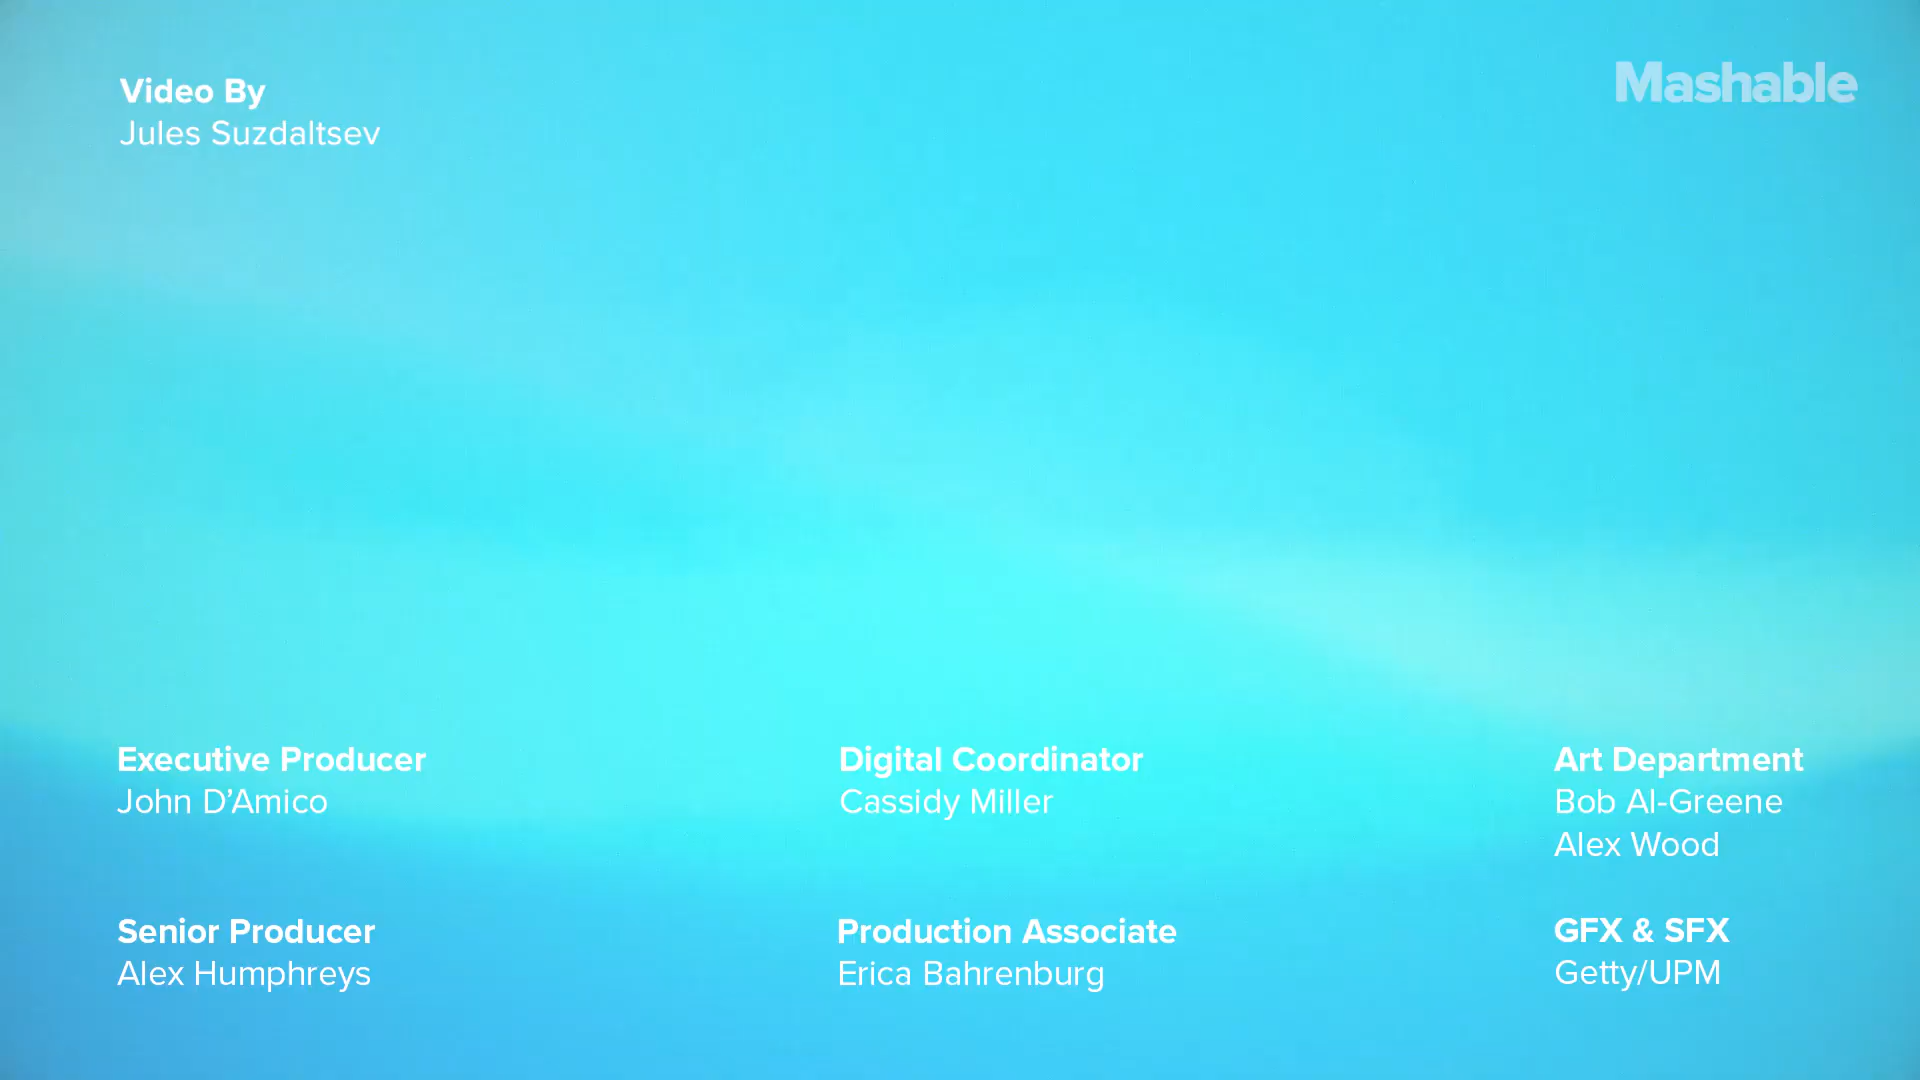 Video By
Jules Suzdaltsev
Mashable
Executive Producer
John D’Amico
Digital Coordinator
Cassidy Miller
Art Department
Bob Al-Greene
Alex Wood
Senior Producer
Alex Humphreys
Production Associate
Erica Bahrenburg
GFX & SFX
Getty/UPM